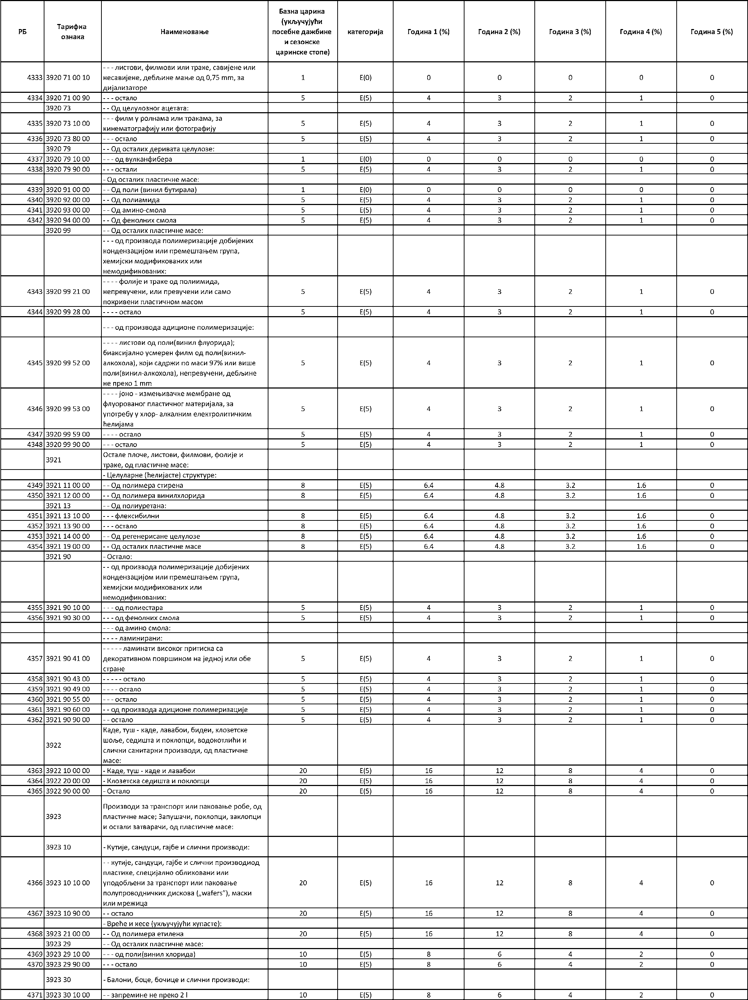 РБ Тарифна ознака Наименовање Базна царина (укључујући посебне дажбине и сезонске царинске стопе) категорија Година 1 (%) Година 2 (%) Година 3 (%) Година 4 (%) Година 5 (%)
4333 3920 71 00 10 - - - листови, филмови или траке, савијене или несавијене, дебљине мање од 0,75 mm, за дијализаторе 1 E(0) 0 0 0 0 0
4334 3920 71 00 90 - - - остало 5 E(5) 4 3 2 1 0
3920 73 - - Од целулозног ацетата:
4335 3920 73 10 00 - - - филм у ролнама или тракама, за кинематографију или фотографију 5 E(5) 4 3 2 1 0
4336 3920 73 80 00 - - - остало 5 E(5) 4 3 2 1 0
3920 79 - - Од осталих деривата целулозе:
4337 3920 79 10 00 - - - од вулканфибера 1 E(0) 0 0 0 0 0
4338 3920 79 90 00 - - - остали 5 E(5) 4 3 2 1 0
- Од осталих пластичне масе:
4339 3920 91 00 00 - - Од поли (винил бутирала) 1 E(0) 0 0 0 0 0
4340 3920 92 00 00 - - Од полиамида 5 E(5) 4 3 2 1 0
4341 3920 93 00 00 - - Од амино-смола 5 E(5) 4 3 2 1 0
4342 3920 94 00 00 - - Од фенолних смола 5 E(5) 4 3 2 1 0
3920 99 - - Од осталих пластичне масе:
- - - од производа полимеризације добијених кондензацијом или премештањем група, хемијски модификованих или немодификованих:
4343 3920 99 21 00 - - - - фолије и траке од полиимида, непревучени, или превучени или само покривени пластичном масом 5 E(5) 4 3 2 1 0
4344 3920 99 28 00 - - - - остало 5 E(5) 4 3 2 1 0
- - - од производа адиционе полимеризације:
4345 3920 99 52 00 - - - - листови од поли(винил флуорида); биаксијално усмерен филм од поли(винил-алкохола), који садржи по маси 97% или више поли(винил-алкохола), непревучени, дебљине не преко 1 mm 5 E(5) 4 3 2 1 0
4346 3920 99 53 00 - - - - јоно - измењивачке мембране од флуорованог пластичног материјала, за употребу у хлор- алкалним електролитичким ћелијама 5 E(5) 4 3 2 1 0
4347 3920 99 59 00 - - - - остало 5 E(5) 4 3 2 1 0
4348 3920 99 90 00 - - - остало 5 E(5) 4 3 2 1 0
3921 Остале плоче, листови, филмови, фолије и траке, од пластичне масе:
- Целуларне (ћелијасте) структуре:
4349 3921 11 00 00 - - Од полимера стирена 8 E(5) 6.4 4.8 3.2 1.6 0
4350 3921 12 00 00 - - Од полимера винилхлорида 8 E(5) 6.4 4.8 3.2 1.6 0
3921 13 - - Од полиуретана:
4351 3921 13 10 00 - - - флексибилни 8 E(5) 6.4 4.8 3.2 1.6 0
4352 3921 13 90 00 - - - остало 8 E(5) 6.4 4.8 3.2 1.6 0
4353 3921 14 00 00 - - Од регенерисане целулозе 8 E(5) 6.4 4.8 3.2 1.6 0
4354 3921 19 00 00 - - Од осталих пластичне масе 8 E(5) 6.4 4.8 3.2 1.6 0
3921 90 - Остало:
- - од производа полимеризације добијених кондензацијом или премештањем група, хемијски модификованих или немодификованих:
4355 3921 90 10 00 - - - од полиестара 5 E(5) 4 3 2 1 0
4356 3921 90 30 00 - - - од фенолних смола 5 E(5) 4 3 2 1 0
- - - од амино смола:
- - - - ламинирани:
4357 3921 90 41 00 - - - - - ламинати високог притиска са декоративном површином на једној или обе стране 5 E(5) 4 3 2 1 0
4358 3921 90 43 00 - - - - - остало 5 E(5) 4 3 2 1 0
4359 3921 90 49 00 - - - - остало 5 E(5) 4 3 2 1 0
4360 3921 90 55 00 - - - остало 5 E(5) 4 3 2 1 0
4361 3921 90 60 00 - - од производа адиционе полимеризације 5 E(5) 4 3 2 1 0
4362 3921 90 90 00 - - остало 5 E(5) 4 3 2 1 0
3922 Каде, туш - каде, лавабои, бидеи, клозетске шоље, седишта и поклопци, водокотлићи и слични санитарни производи, од пластичне масе:
4363 3922 10 00 00 - Каде, туш - каде и лавабои 20 E(5) 16 12 8 4 0
4364 3922 20 00 00 - Клозетска седишта и поклопци 20 E(5) 16 12 8 4 0
4365 3922 90 00 00 - Остало 20 E(5) 16 12 8 4 0
3923 Производи за транспорт или паковање робе, од пластичне масе; Запушачи, поклопци, заклопци и остали затварачи, од пластичне масе:
3923 10 - Кутије, сандуци, гајбе и слични производи:
4366 3923 10 10 00 - - кутије, сандуци, гајбе и слични производиод пластике, специјално обликовани или уподобљени за транспорт или паковање полупроводничких дискова („wafers“), маски или мрежица 20 E(5) 16 12 8 4 0
4367 3923 10 90 00 - - остало 20 E(5) 16 12 8 4 0
- Вреће и кесе (укључујући купасте):
4368 3923 21 00 00 - - Од полимера етилена 20 E(5) 16 12 8 4 0
3923 29 - - Од осталих пластичне масе:
4369 3923 29 10 00 - - - од поли(винил хлорида) 10 E(5) 8 6 4 2 0
4370 3923 29 90 00 - - - остало 10 E(5) 8 6 4 2 0
3923 30 - Балони, боце, бочице и слични производи:
4371 3923 30 10 00 - - запремине не преко 2 l 10 E(5) 8 6 4 2 0